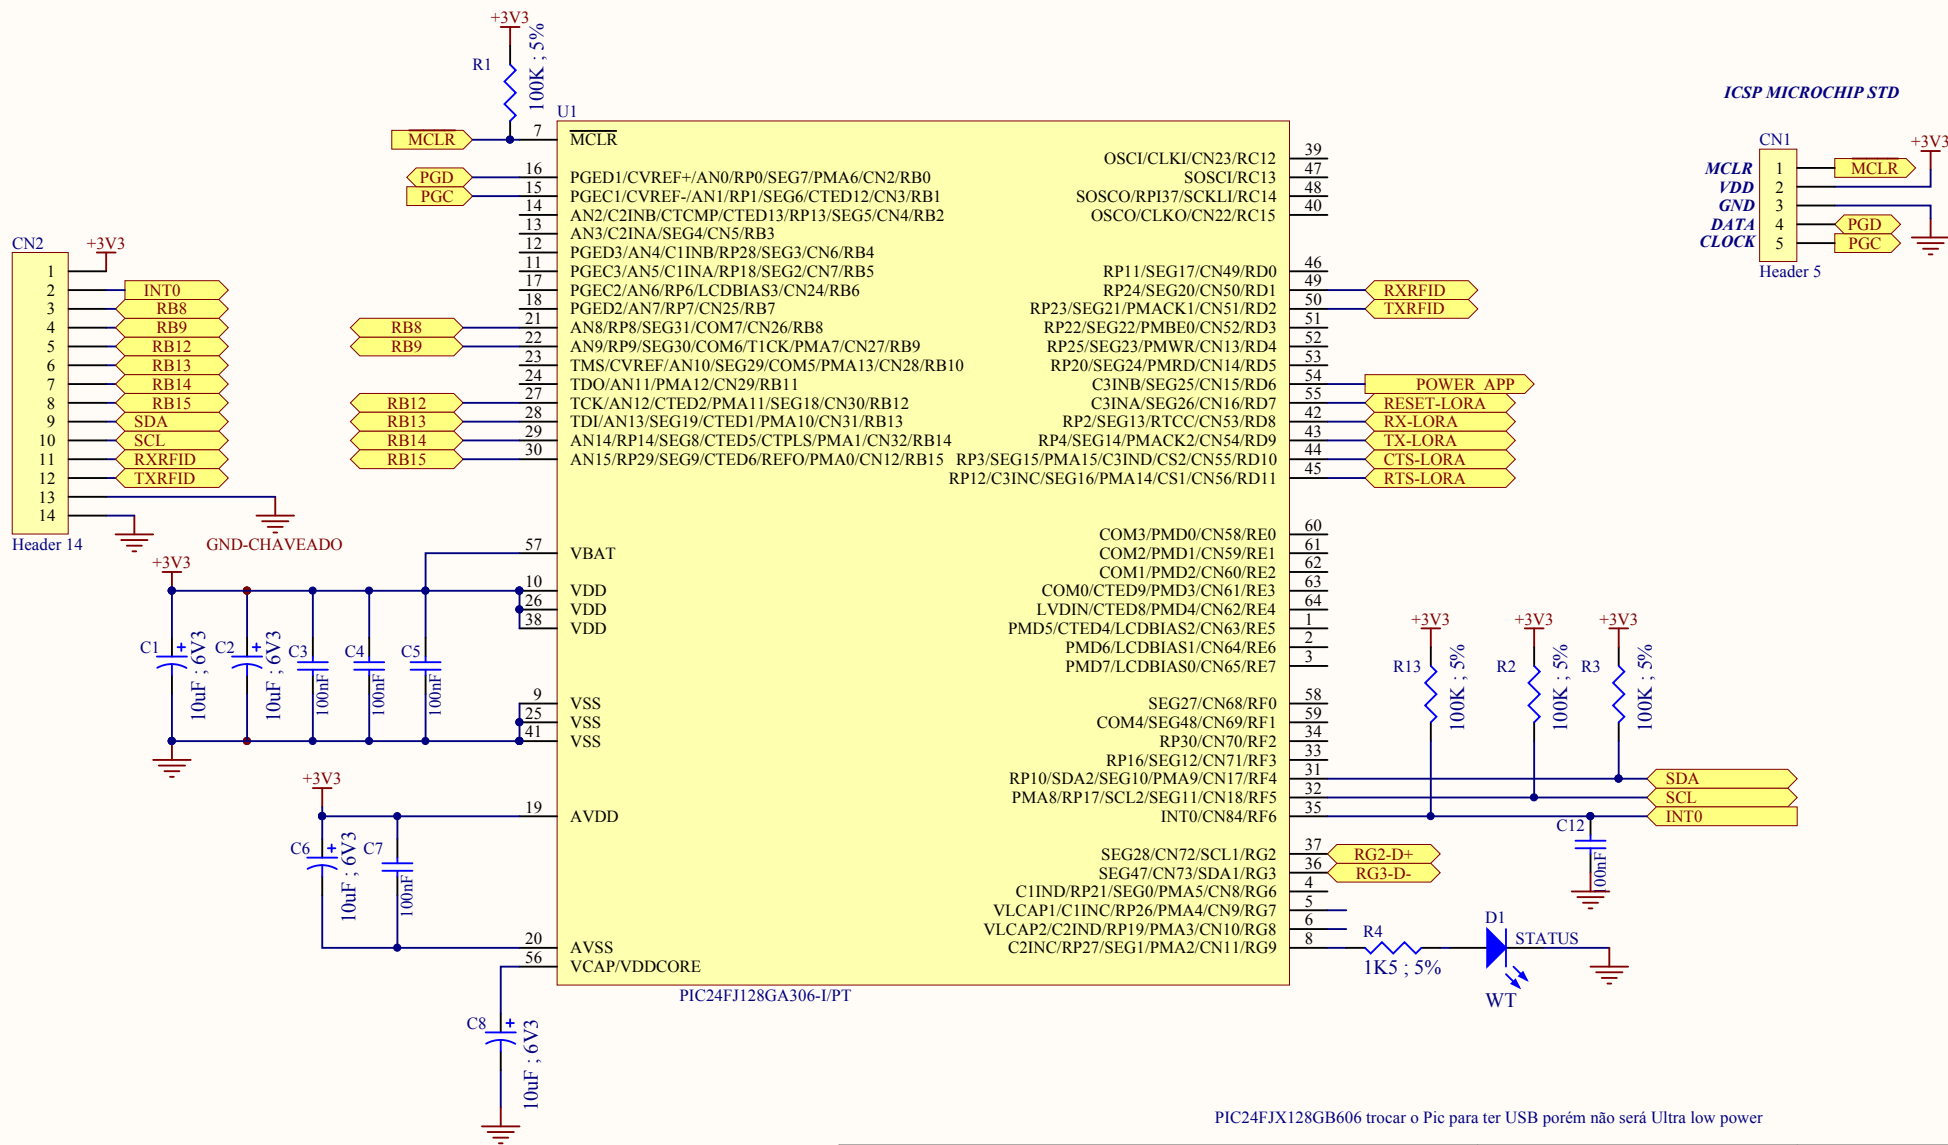 +3V3
R1
100K ; 5%
U1
MCLR
7
MCLR
PGD
16
PGED1/CVREF+/AN0/RP0/SEG7/PMA6/CN2/RB0
PGC
15
PGEC1/CVREF-/AN1/RP1/SEG6/CTED12/CN3/RB1
14
AN2/C2INB/CTCMP/CTED13/RP13/SEG5/CN4/RB2
13
AN3/C2INA/SEG4/CN5/RB3
12
PGED3/AN4/C1INB/RP28/SEG3/CN6/RB4
11
PGEC3/AN5/C1INA/RP18/SEG2/CN7/RB5
17
PGEC2/AN6/RP6/LCDBIAS3/CN24/RB6
18
PGED2/AN7/RP7/CN25/RB7
RB8
21
AN8/RP8/SEG31/COM7/CN26/RB8
RB9
22
AN9/RP9/SEG30/COM6/T1CK/PMA7/CN27/RB9
23
TMS/CVREF/AN10/SEG29/COM5/PMA13/CN28/RB10
24
TDO/AN11/PMA12/CN29/RB11
RB12
27
TCK/AN12/CTED2/PMA11/SEG18/CN30/RB12
RB13
28
TDI/AN13/SEG19/CTED1/PMA10/CN31/RB13
RB14
29
AN14/RP14/SEG8/CTED5/CTPLS/PMA1/CN32/RB14
RB15
30
AN15/RP29/SEG9/CTED6/REFO/PMA0/CN12/RB15
57
VBAT
10
VDD
26
VDD
38
VDD
9
VSS
25
VSS
41
VSS
19
AVDD
20
AVSS
56
VCAP/VDDCORE
PIC24FJ128GA306-I/PT
OSCI/CLKI/CN23/RC12
39
SOSCI/RC13
47
SOSCO/RPI37/SCKLI/RC14
48
OSCO/CLKO/CN22/RC15
40
RP11/SEG17/CN49/RD0
46
RP24/SEG20/CN50/RD1
49
RXRFID
RP23/SEG21/PMACK1/CN51/RD2
50
TXRFID
RP22/SEG22/PMBE0/CN52/RD3
51
RP25/SEG23/PMWR/CN13/RD4
52
RP20/SEG24/PMRD/CN14/RD5
53
C3INB/SEG25/CN15/RD6
54
POWER_APP
C3INA/SEG26/CN16/RD7
55
RESET-LORA
RP2/SEG13/RTCC/CN53/RD8
42
RX-LORA
RP4/SEG14/PMACK2/CN54/RD9
43
TX-LORA
RP3/SEG15/PMA15/C3IND/CS2/CN55/RD10
44
CTS-LORA
RP12/C3INC/SEG16/PMA14/CS1/CN56/RD11
45
RTS-LORA
COM3/PMD0/CN58/RE0
60
COM2/PMD1/CN59/RE1
61
COM1/PMD2/CN60/RE2
62
COM0/CTED9/PMD3/CN61/RE3
63
LVDIN/CTED8/PMD4/CN62/RE4
64
PMD5/CTED4/LCDBIAS2/CN63/RE5
1
PMD6/LCDBIAS1/CN64/RE6
2
PMD7/LCDBIAS0/CN65/RE7
3
SEG27/CN68/RF0
58
COM4/SEG48/CN69/RF1
59
RP30/CN70/RF2
34
RP16/SEG12/CN71/RF3
33
RP10/SDA2/SEG10/PMA9/CN17/RF4
31
SDA
PMA8/RP17/SCL2/SEG11/CN18/RF5
32
SCL
INT0/CN84/RF6
35
INT0
SEG28/CN72/SCL1/RG2
37
RG2-D+
SEG47/CN73/SDA1/RG3
36
RG3-D-
C1IND/RP21/SEG0/PMA5/CN8/RG6
4
VLCAP1/C1INC/RP26/PMA4/CN9/RG7
5
VLCAP2/C2IND/RP19/PMA3/CN10/RG8
6
C2INC/RP27/SEG1/PMA2/CN11/RG9
8
R4
1K5 ; 5%
D1
STATUS
WT
+3V3
R13
100K ; 5%
+3V3
R2
100K ; 5%
+3V3
R3
100K ; 5%
C12
100nF
ICSP MICROCHIP STD
CN1
+3V3
MCLR
1
MCLR
VDD
2
GND
3
DATA
4
PGD
CLOCK
5
PGC
Header 5
CN2
+3V3
1
2
INT0
3
RB8
4
RB9
5
RB12
6
RB13
7
RB14
8
RB15
9
SDA
10
SCL
11
RXRFID
12
TXRFID
13
14
Header 14
GND-CHAVEADO
+3V3
C1
10uF ; 6V3
C2
10uF ; 6V3
C3
100nF
C4
100nF
C5
100nF
+3V3
C6
10uF ; 6V3
C7
100nF
C8
10uF ; 6V3
PIC24FJX128GB606 trocar o Pic para ter USB porém não será Ultra low power